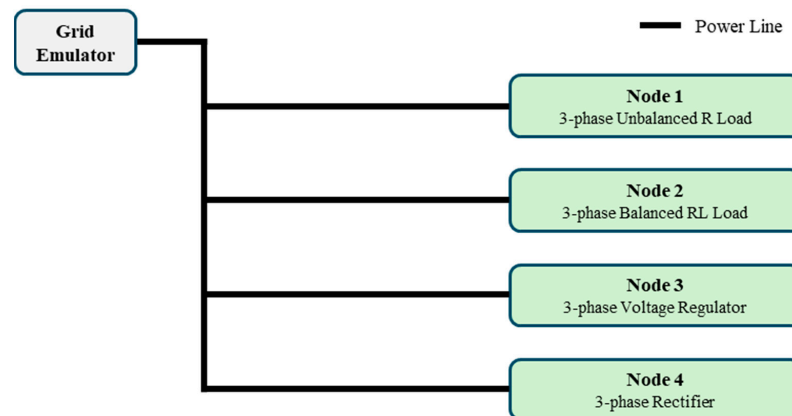 Grid
Emulator
Power Line
Node 1
3-phase Unbalanced R Load
Node 2
3-phase Balanced RL Load
Node 3
3-phase Voltage Regulator
Node 4
3-phase Rectifier